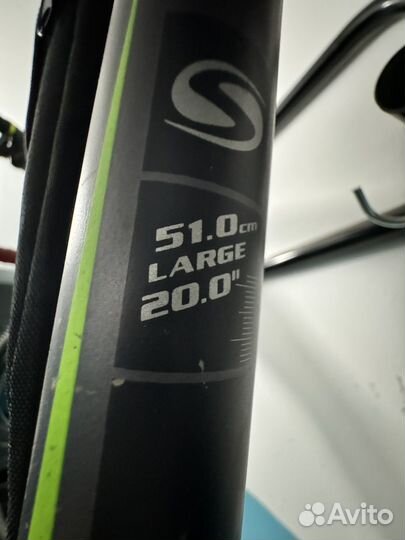 51.0cm
LARGE
20.0"
Avito